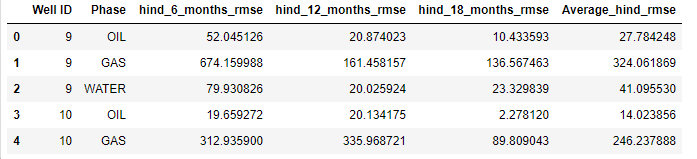 Well ID Phase hind_6_months_rmse hind_12_months_rmse hind_18_months_rmse Average_hind_rmse
0 9 OIL 52.045126 20.874023 10.433593 27.784248
1 9 GAS 674.159988 161.458157 136.567463 324.061869
2 9 WATER 79.930826 20.025924 23.329839 41.095530
3 10 OIL 19.659272 20.134175 2.278120 14.023856
4 10 GAS 312.935900 335.968721 89.809043 246.237888